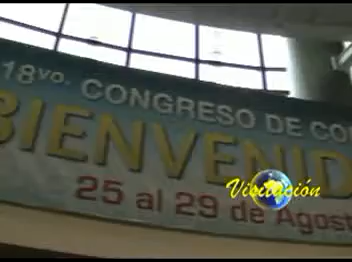 18vo. CONGRESO DE CO
BIENVENID
25 al 29 de Agost
Visitación